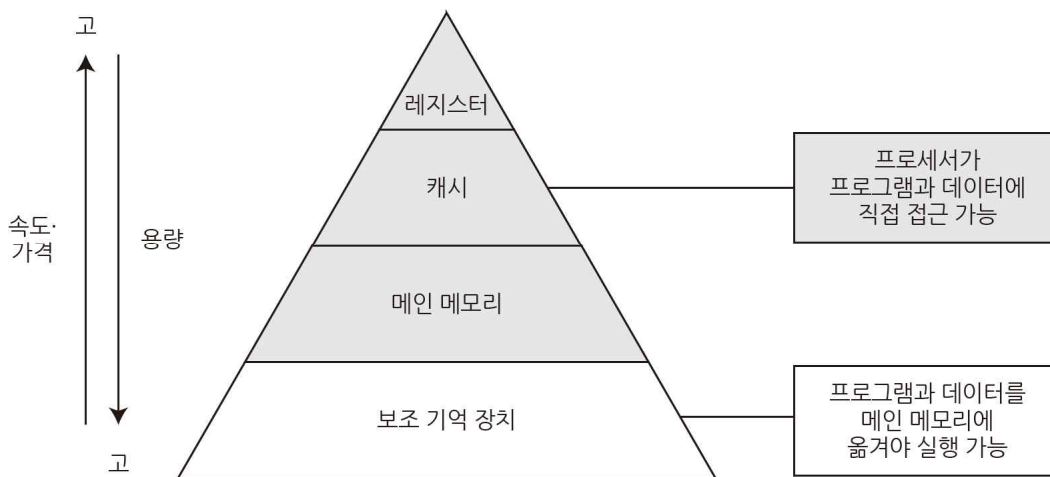 고
속도·
가격
용량
고
레지스터
캐시
메인 메모리
보조 기억 장치
프로세서가
프로그램과 데이터에
직접 접근 가능
프로그램과 데이터를
메인 메모리에
옮겨야 실행 가능